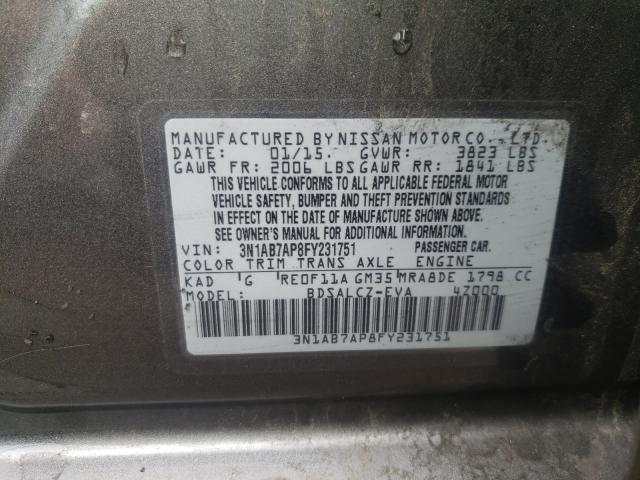 MANUFACTURED BY NISSAN MOTOR CO., LTD.
DATE: 01/15. GVWR: 3823 LBS
GAWR FR: 2006 LBS GAWR RR: 1841 LBS
THIS VEHICLE CONFORMS TO ALL APPLICABLE FEDERAL MOTOR
VEHICLE SAFETY, BUMPER AND THEFT PREVENTION STANDARDS
IN EFFECT ON THE DATE OF MANUFACTURE SHOWN ABOVE.
SEE OWNER'S MANUAL FOR ADDITIONAL INFORMATION.
VIN: 3N1AB7AP8FY231751 PASSENGER CAR.
COLOR TRIM TRANS AXLE ENGINE
KAD G RE0F11A GM35 MRA8DE 1798 CC
MODEL: BDSALCZ-EVA 4Z000
3N1AB7AP8FY231751